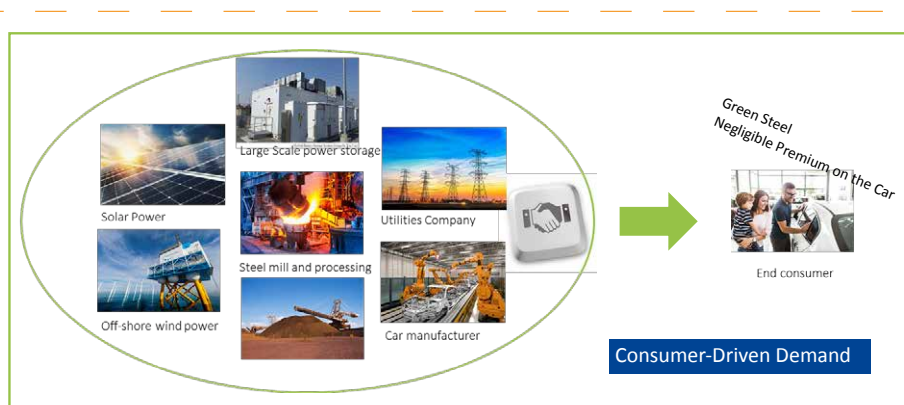 Large Scale power storage
Solar Power
Utilities Company
Steel mill and processing
Off-shore wind power
Car manufacturer
Green Steel
Negligible Premium on the Car
End consumer
Consumer-Driven Demand